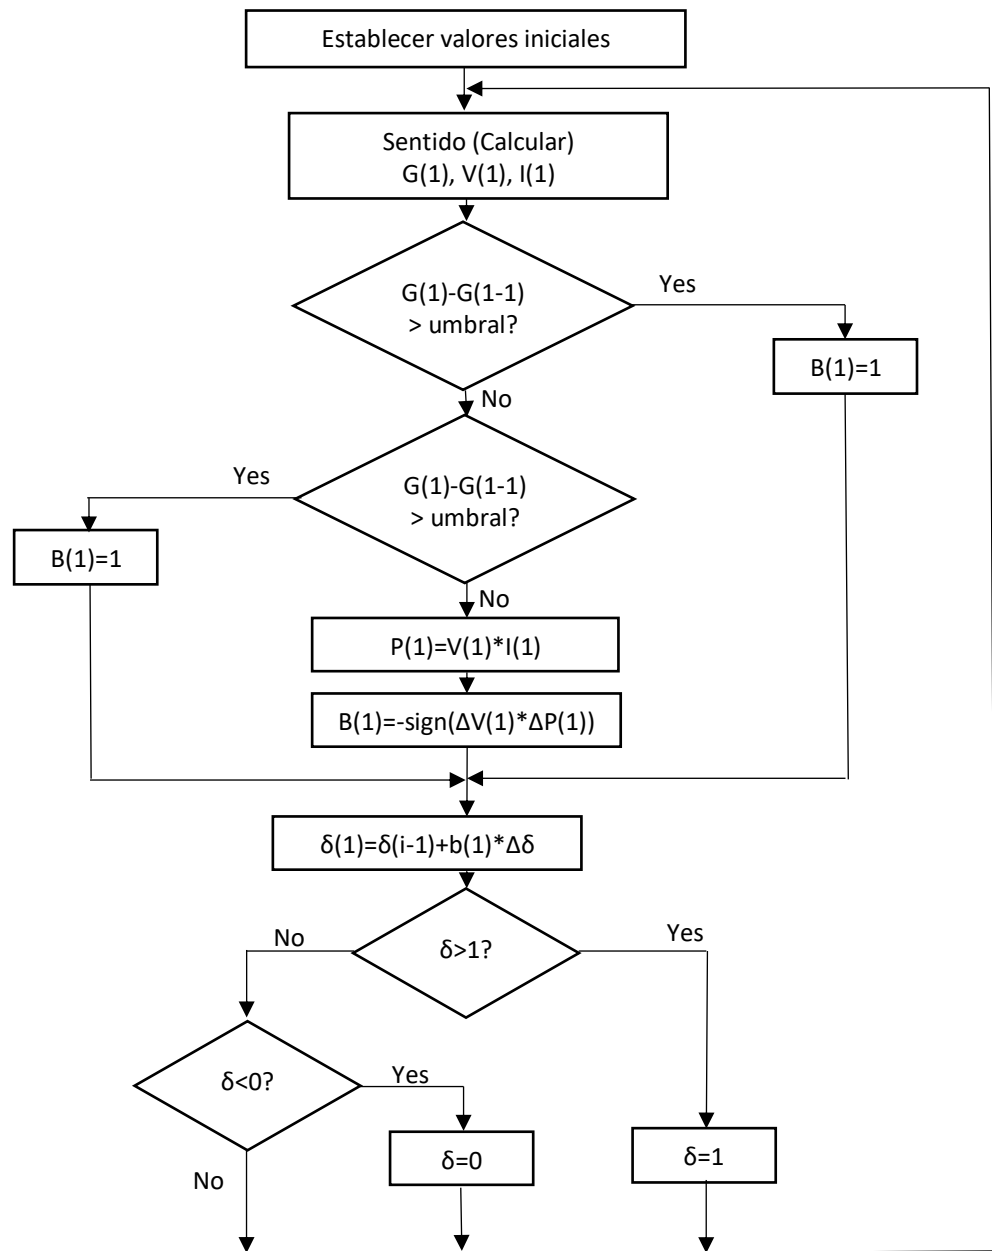 Establecer valores iniciales
Sentido (Calcular)
G(1), V(1), I(1)
G(1)-G(1-1)
> umbral?
Yes
B(1)=1
No
G(1)-G(1-1)
> umbral?
Yes
B(1)=1
No
P(1)=V(1)*I(1)
B(1)=-sign(ΔV(1)*ΔP(1))
δ(1)=δ(i-1)+b(1)*Δδ
δ>1?
No
Yes
δ<0?
Yes
No
δ=0
δ=1